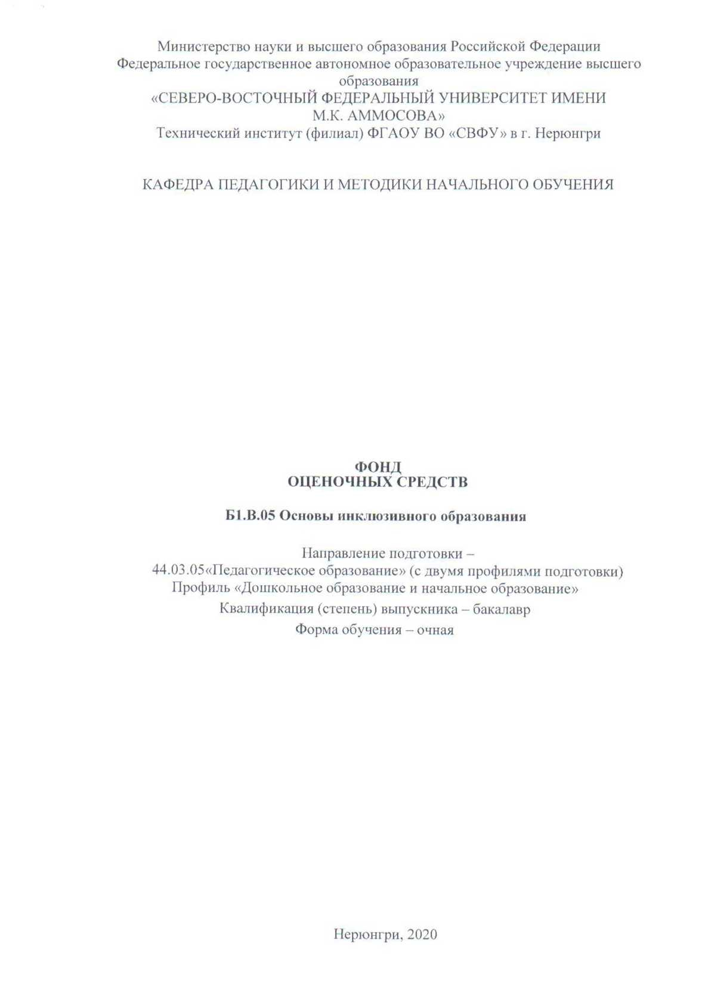 Министерство науки и высшего образования Российской Федерации
Федеральное государственное автономное образовательное учреждение высшего
образования
«СЕВЕРО-ВОСТОЧНЫЙ ФЕДЕРАЛЬНЫЙ УНИВЕРСИТЕТ ИМЕНИ
М.К. АММОСОВА»
Технический институт (филиал) ФГАОУ ВО «СВФУ» в г. Нерюнгри
КАФЕДРА ПЕДАГОГИКИ И МЕТОДИКИ НАЧАЛЬНОГО ОБУЧЕНИЯ
ФОНД
ОЦЕНОЧНЫХ СРЕДСТВ
Б1.В.05 Основы инклюзивного образования
Направление подготовки –
44.03.05«Педагогическое образование» (с двумя профилями подготовки)
Профиль «Дошкольное образование и начальное образование»
Квалификация (степень) выпускника – бакалавр
Форма обучения – очная
Нерюнгри, 2020